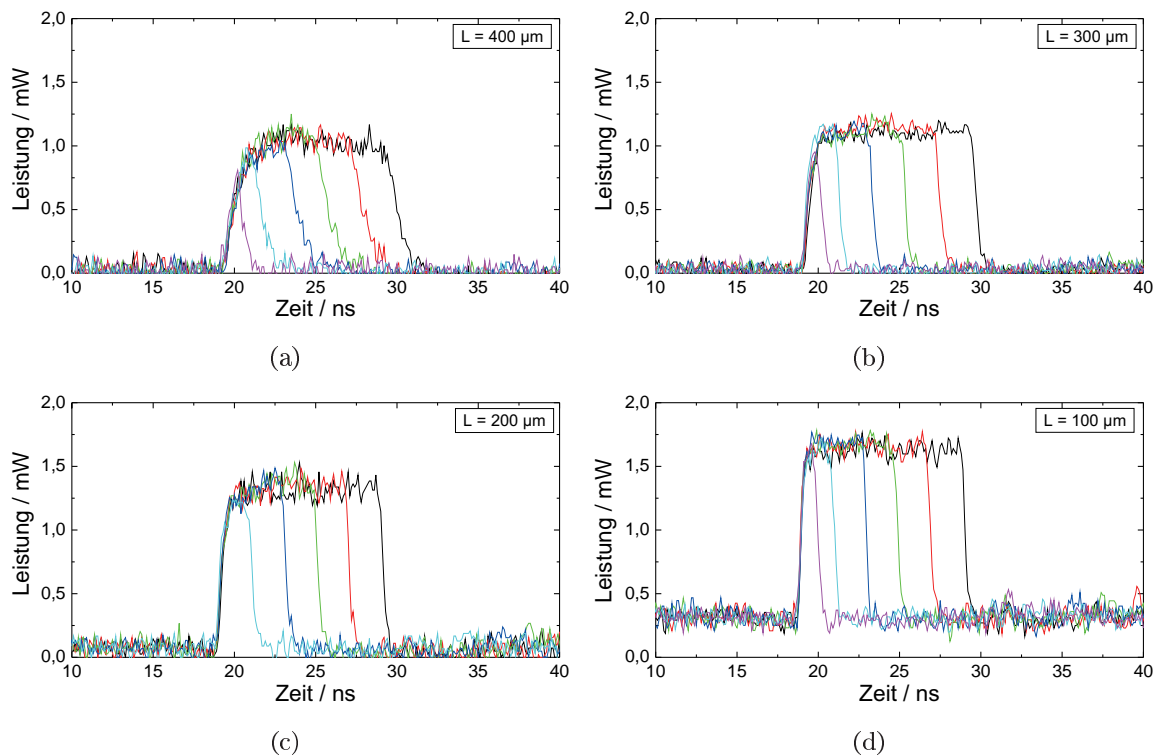 2,0
L = 400 µm
1,5
1,0
0,5
0,0
Leistung / mW
10 15 20 25 30 35 40
Zeit / ns
(a)
2,0
L = 300 µm
1,5
1,0
0,5
0,0
Leistung / mW
10 15 20 25 30 35 40
Zeit / ns
(b)
2,0
L = 200 µm
1,5
1,0
0,5
0,0
Leistung / mW
10 15 20 25 30 35 40
Zeit / ns
(c)
2,0
L = 100 µm
1,5
1,0
0,5
0,0
Leistung / mW
10 15 20 25 30 35 40
Zeit / ns
(d)